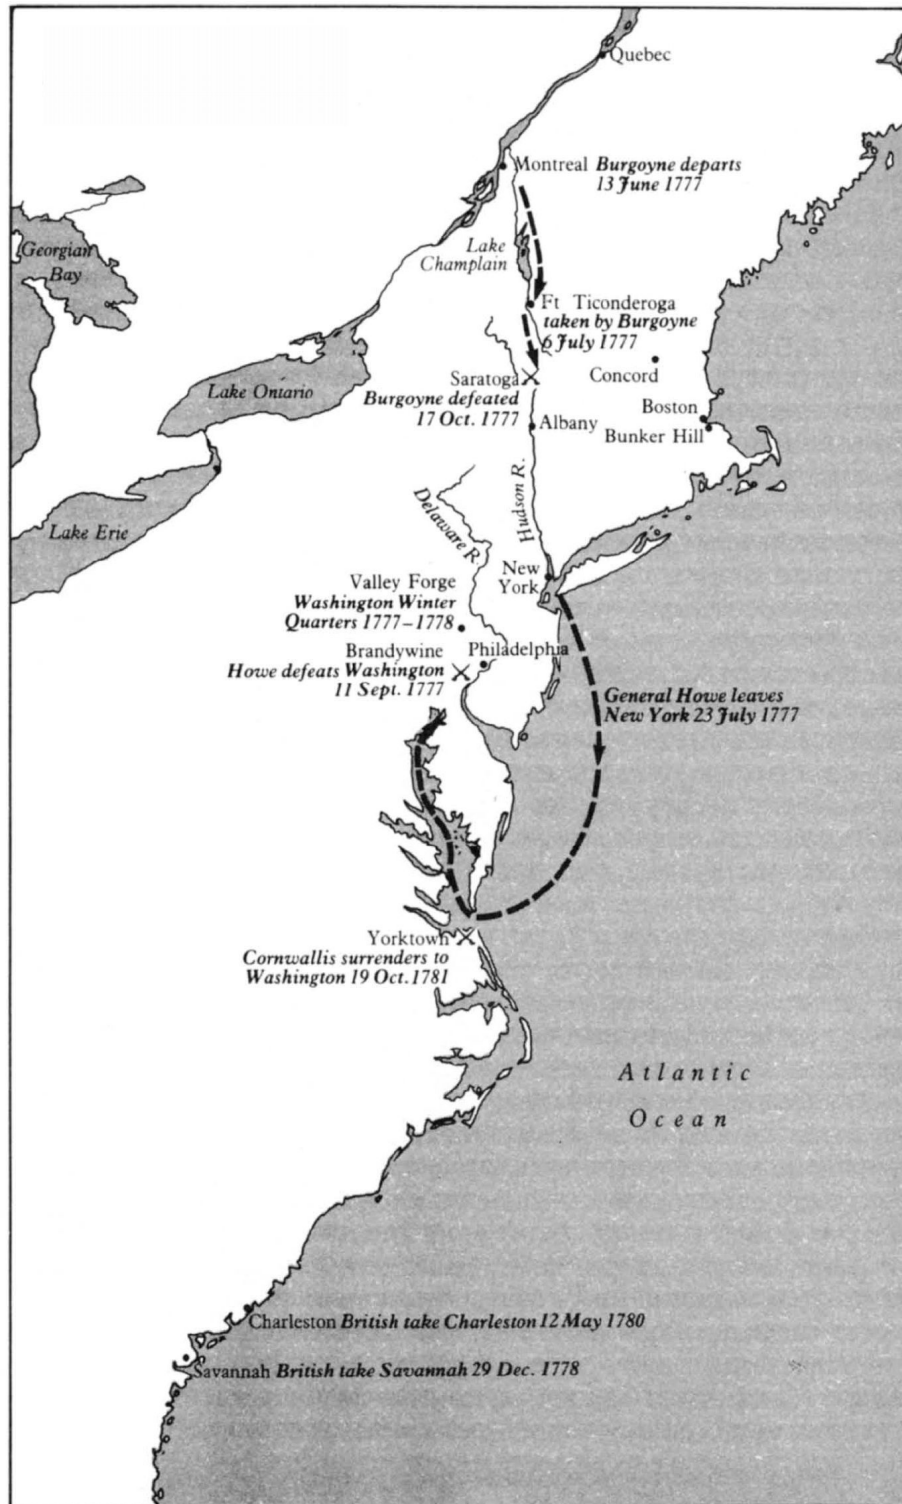 Quebec
Montreal Burgoyne departs
13 June 1777
Georgian
Bay
Lake
Champlain
Ft Ticonderoga
taken by Burgoyne
6 July 1777
Concord
Saratoga
Burgoyne defeated
17 Oct. 1777
Lake Ontario
Boston
Bunker Hill
Albany
Hudson R.
Delaware R.
Lake Erie
New
York
Valley Forge
Washington Winter
Quarters 1777–1778
Brandywine
Howe defeats Washington
11 Sept. 1777
Philadelphia
General Howe leaves
New York 23 July 1777
Yorktown
Cornwallis surrenders to
Washington 19 Oct. 1781
Atlantic
Ocean
Charleston British take Charleston 12 May 1780
Savannah British take Savannah 29 Dec. 1778